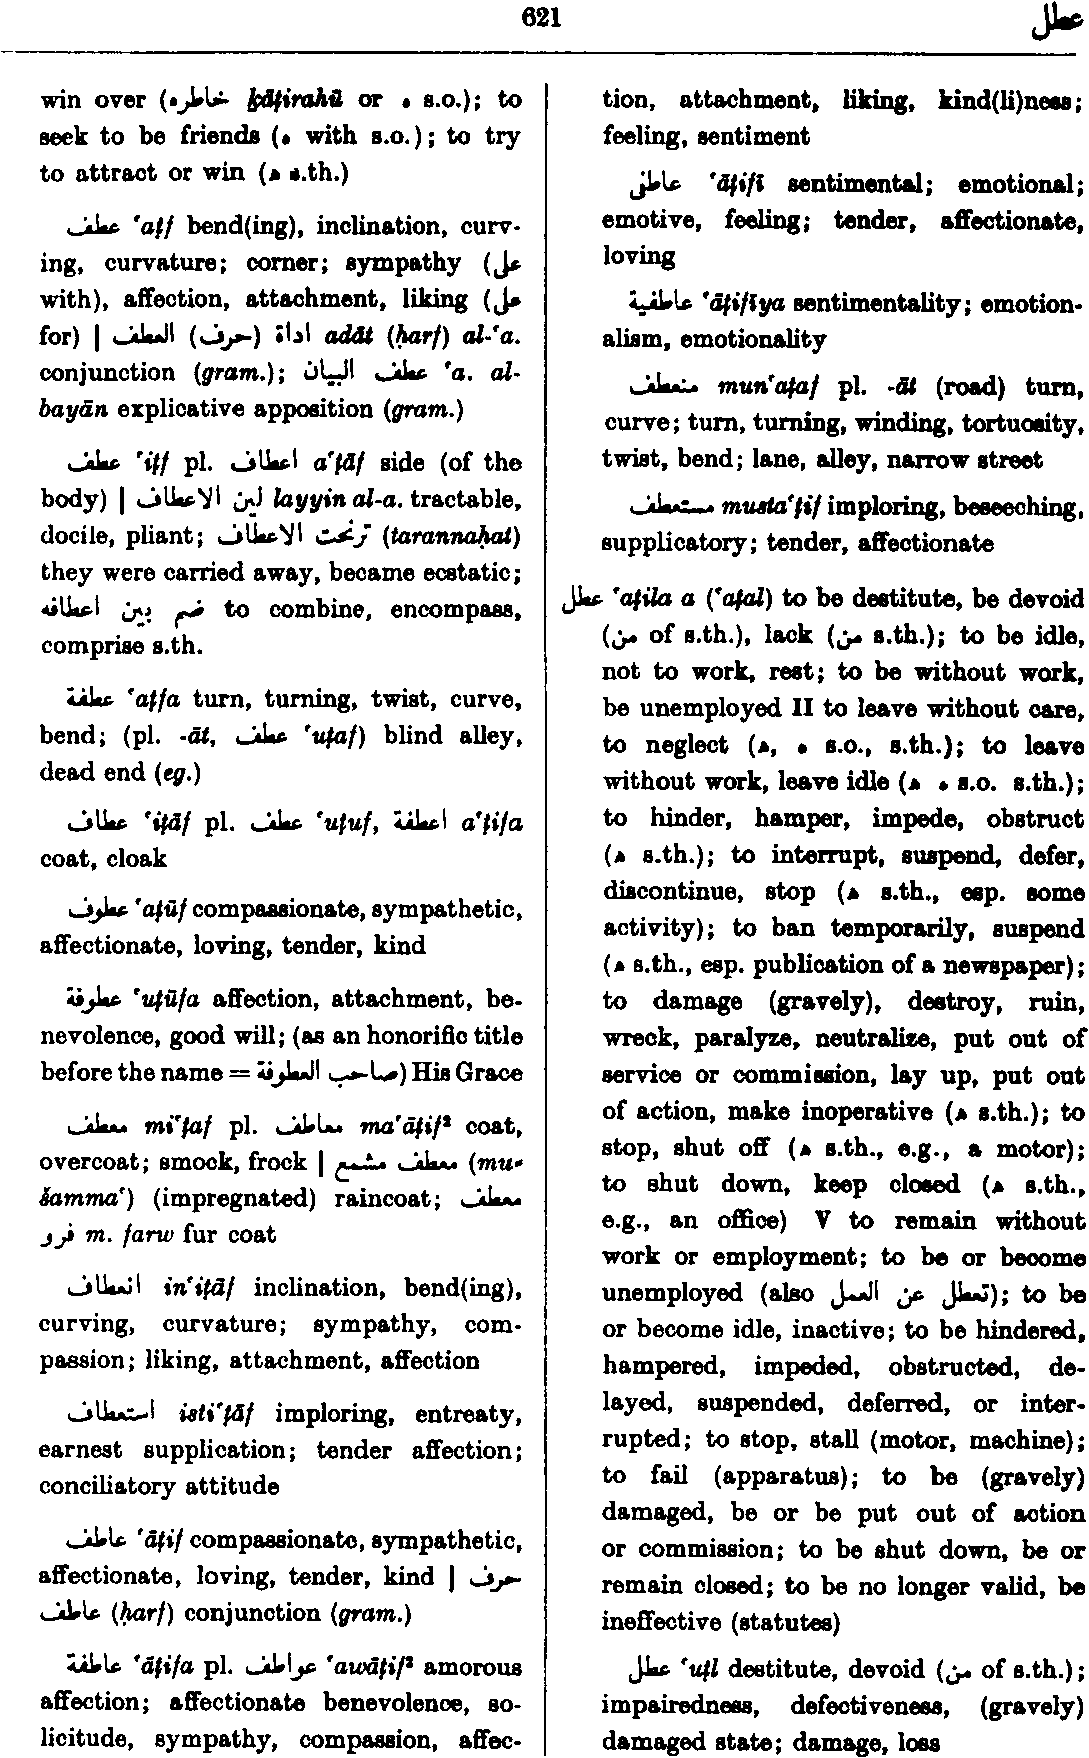 621
عطل
win over (خاطره ḵāṭirahū or ه s.o.); to
seek to be friends (ه with s.o.); to try
to attract or win (ه s.th.)
عطف ‘aṭf bend(ing), inclination, curv-
ing, curvature; corner; sympathy (على
with), affection, attachment, liking (على
for) | اداة (حرف) العطف adāt (ḥarf) al-‘a.
conjunction (gram.); عطف البيان ‘a. al-
bayān explicative apposition (gram.)
عطف ‘iṭf pl. اعطاف a‘ṭāf side (of the
body) | لين الاعطاف layyin al-a. tractable,
docile, pliant; ترنحت الاعطاف (tarannaḥat)
they were carried away, became ecstatic;
ضم بين اعطافه to combine, encompass,
comprise s.th.
عطفة ‘aṭfa turn, turning, twist, curve,
bend; (pl. -āt, عطف ‘uṭaf) blind alley,
dead end (eg.)
عطاف ‘iṭāf pl. عطف ‘uṭuf, اعطفة a‘ṭifa
coat, cloak
عطوف ‘aṭūf compassionate, sympathetic,
affectionate, loving, tender, kind
عطوفة ‘uṭūfa affection, attachment, be-
nevolence, good will; (as an honorific title
before the name = صاحب العطوفة) His Grace
معطف mi‘ṭaf pl. معاطف ma‘āṭif² coat,
overcoat; smock, frock | معطف مشمع (mu-
šamma‘) (impregnated) raincoat; معطف
فرو m. farw fur coat
انعطاف in‘iṭāf inclination, bend(ing),
curving, curvature; sympathy, com-
passion; liking, attachment, affection
استعطاف isti‘ṭāf imploring, entreaty,
earnest supplication; tender affection;
conciliatory attitude
عاطف ‘āṭif compassionate, sympathetic,
affectionate, loving, tender, kind | حرف
عاطف (ḥarf) conjunction (gram.)
عاطفة ‘āṭifa pl. عواطف ‘awāṭif² amorous
affection; affectionate benevolence, so-
licitude, sympathy, compassion, affec-
tion, attachment, liking, kind(li)ness;
feeling, sentiment
عاطفى ‘āṭifī sentimental; emotional;
emotive, feeling; tender, affectionate,
loving
عاطفية ‘āṭifīya sentimentality; emotion-
alism, emotionality
منعطف mun‘aṭaf pl. -āt (road) turn,
curve; turn, turning, winding, tortuosity,
twist, bend; lane, alley, narrow street
مستعطف musta‘ṭif imploring, beseeching,
supplicatory; tender, affectionate
عطل ‘aṭila a (‘aṭal) to be destitute, be devoid
(من of s.th.), lack (من s.th.); to be idle,
not to work, rest; to be without work,
be unemployed II to leave without care,
to neglect (ه, ه s.o., s.th.); to leave
without work, leave idle (ه ه s.o. s.th.);
to hinder, hamper, impede, obstruct
(ه s.th.); to interrupt, suspend, defer,
discontinue, stop (ه s.th., esp. some
activity); to ban temporarily, suspend
(ه s.th., esp. publication of a newspaper);
to damage (gravely), destroy, ruin,
wreck, paralyze, neutralize, put out of
service or commission, lay up, put out
of action, make inoperative (ه s.th.); to
stop, shut off (ه s.th., e.g., a motor);
to shut down, keep closed (ه s.th.,
e.g., an office) V to remain without
work or employment; to be or become
unemployed (also تعطل عن العمل); to be
or become idle, inactive; to be hindered,
hampered, impeded, obstructed, de-
layed, suspended, deferred, or inter-
rupted; to stop, stall (motor, machine);
to fail (apparatus); to be (gravely)
damaged, be or be put out of action
or commission; to be shut down, be or
remain closed; to be no longer valid, be
ineffective (statutes)
عطل ‘uṭl destitute, devoid (من of s.th.);
impairedness, defectiveness, (gravely)
damaged state; damage, loss